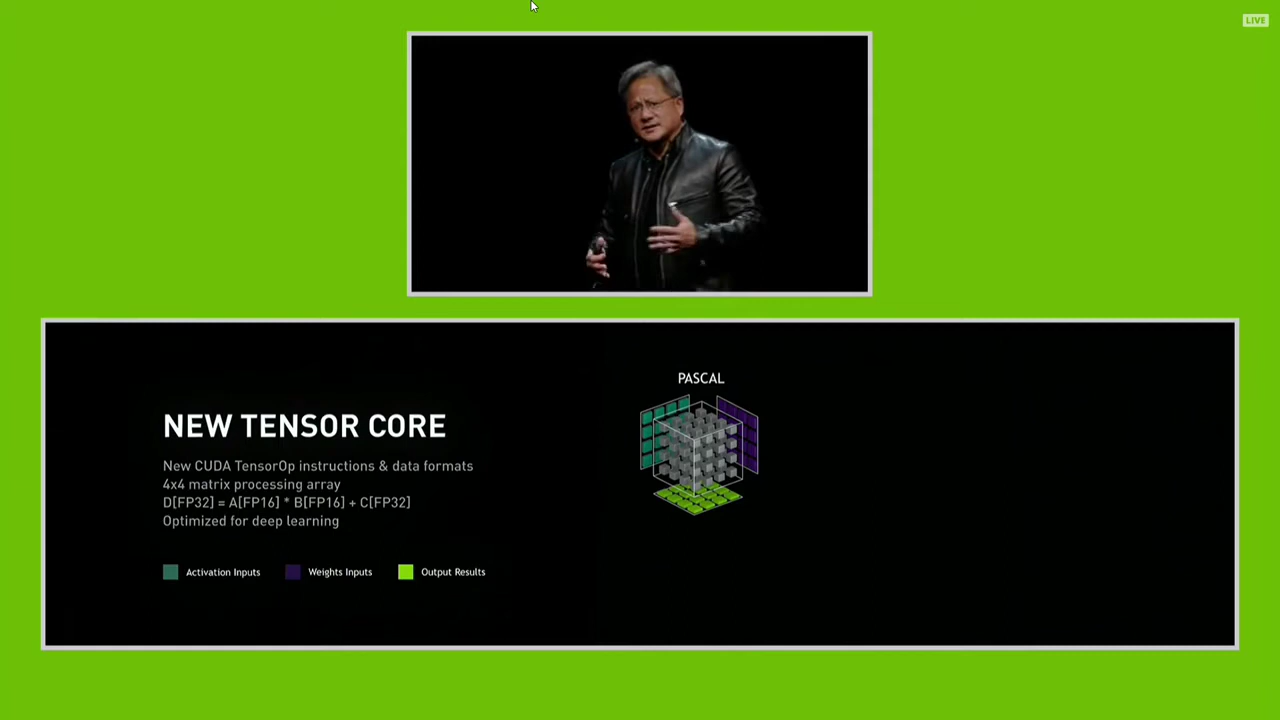 LIVE
PASCAL
NEW TENSOR CORE
New CUDA TensorOp instructions & data formats
4x4 matrix processing array
D[FP32] = A[FP16] * B[FP16] + C[FP32]
Optimized for deep learning
Activation Inputs
Weights Inputs
Output Results